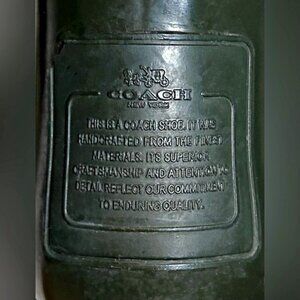 COACH
NEW YORK
THIS IS A COACH SHOE. IT WAS
HANDCRAFTED FROM THE FINEST
MATERIALS. ITS SUPERIOR
CRAFTSMANSHIP AND ATTENTION TO
DETAIL REFLECT OUR COMMITMENT
TO ENDURING QUALITY.